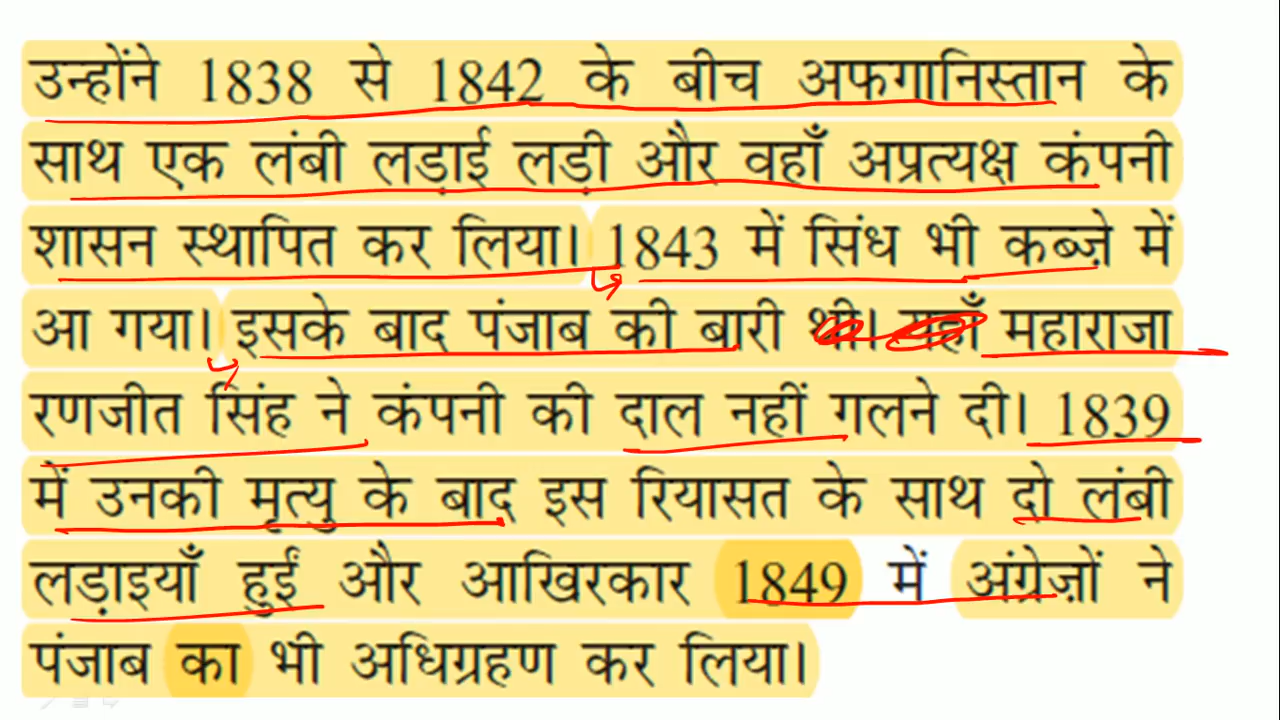 उन्होंने 1838 से 1842 के बीच अफगानिस्तान के
साथ एक लंबी लड़ाई लड़ी और वहाँ अप्रत्यक्ष कंपनी
शासन स्थापित कर लिया। 1843 में सिंध भी कब्ज़े में
आ गया। इसके बाद पंजाब की बारी थी। यहाँ महाराजा
रणजीत सिंह ने कंपनी की दाल नहीं गलने दी। 1839
में उनकी मृत्यु के बाद इस रियासत के साथ दो लंबी
लड़ाइयाँ हुईं और आखिरकार 1849 में अंग्रेज़ों ने
पंजाब का भी अधिग्रहण कर लिया।